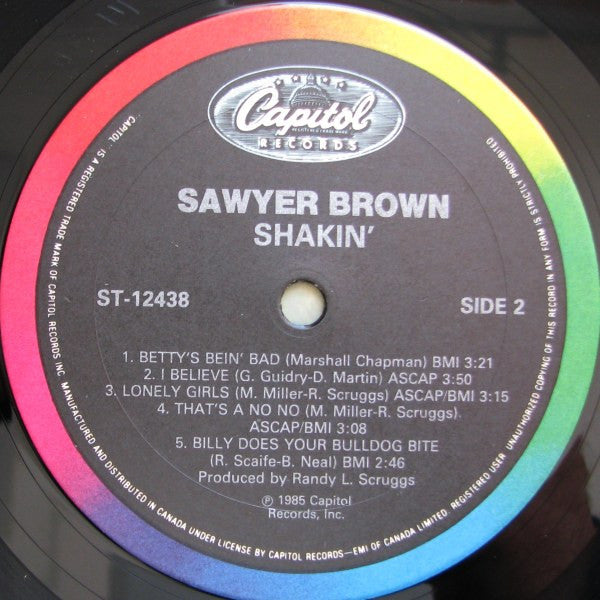 Capitol
REGISTERED TRADE MARK
RECORDS
SAWYER BROWN
SHAKIN'
ST-12438
SIDE 2
1. BETTY'S BEIN' BAD (Marshall Chapman) BMI 3:21
2. I BELIEVE (G. Guidry-D. Martin) ASCAP 3:50
3. LONELY GIRLS (M. Miller-R. Scruggs) ASCAP/BMI 3:15
4. THAT'S A NO NO (M. Miller-R. Scruggs).
ASCAP/BMI 3:08
5. BILLY DOES YOUR BULLDOG BITE
(R. Scaife-B. Neal) BMI 2:46
Produced by Randy L. Scruggs
℗ 1985 Capitol
Records, Inc.
CAPITOL IS A REGISTERED TRADE MARK OF CAPITOL RECORDS INC. MANUFACTURED AND DISTRIBUTED IN CANADA UNDER LICENSE BY CAPITOL RECORDS—EMI OF CANADA LIMITED. REGISTERED USER. UNAUTHORIZED COPYING OF THIS RECORD IN ANY FORM IS STRICTLY PROHIBITED